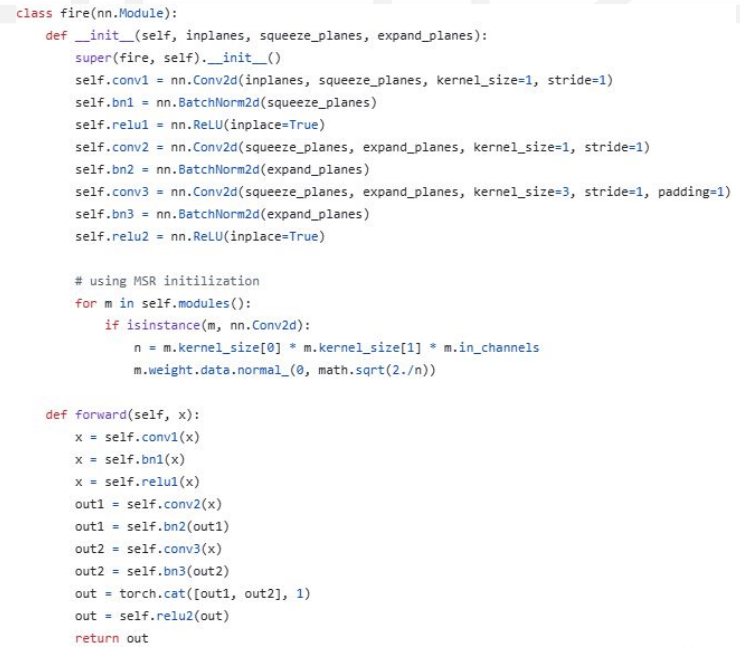 class fire(nn.Module):
    def __init__(self, inplanes, squeeze_planes, expand_planes):
        super(fire, self).__init__()
        self.conv1 = nn.Conv2d(inplanes, squeeze_planes, kernel_size=1, stride=1)
        self.bn1 = nn.BatchNorm2d(squeeze_planes)
        self.relu1 = nn.ReLU(inplace=True)
        self.conv2 = nn.Conv2d(squeeze_planes, expand_planes, kernel_size=1, stride=1)
        self.bn2 = nn.BatchNorm2d(expand_planes)
        self.conv3 = nn.Conv2d(squeeze_planes, expand_planes, kernel_size=3, stride=1, padding=1)
        self.bn3 = nn.BatchNorm2d(expand_planes)
        self.relu2 = nn.ReLU(inplace=True)

        # using MSR initilization
        for m in self.modules():
            if isinstance(m, nn.Conv2d):
                n = m.kernel_size[0] * m.kernel_size[1] * m.in_channels
                m.weight.data.normal_(0, math.sqrt(2./n))

    def forward(self, x):
        x = self.conv1(x)
        x = self.bn1(x)
        x = self.relu1(x)
        out1 = self.conv2(x)
        out1 = self.bn2(out1)
        out2 = self.conv3(x)
        out2 = self.bn3(out2)
        out = torch.cat([out1, out2], 1)
        out = self.relu2(out)
        return out